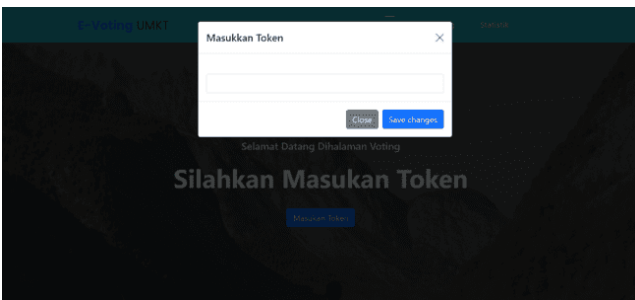 E-Voting UMKT
Masukkan Token
Close Save changes
Selamat Datang Dihalaman Voting
Silahkan Masukan Token
Masukan Token